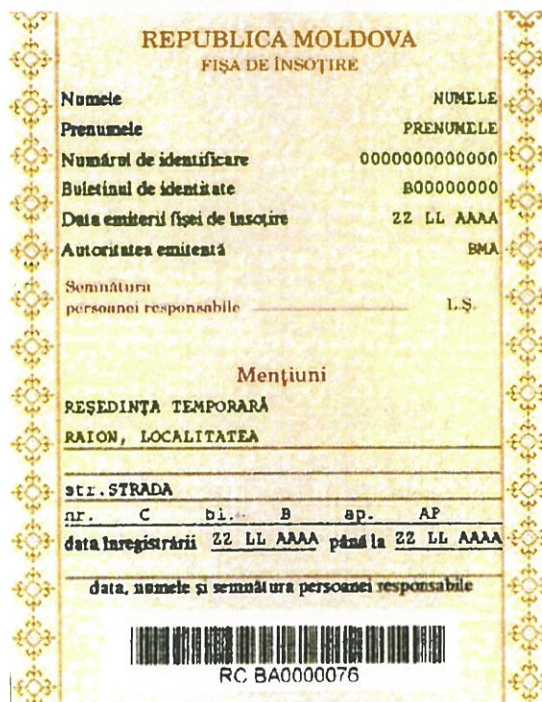 REPUBLICA MOLDOVA
FIŞA DE ÎNSOŢIRE
Numele NUMELE
Prenumele PRENUMELE
Numărul de identificare 0000000000000
Buletinul de identitate B00000000
Data emiterii fişei de însoţire ZZ LL AAAA
Autoritatea emitentă BMA
Semnătura
persoanei responsabile L.Ş.
Menţiuni
REŞEDINŢA TEMPORARĂ
RAION, LOCALITATEA
str.STRADA
nr. C bl. B ap. AP
data înregistrării ZZ LL AAAA până la ZZ LL AAAA
data, numele şi semnătura persoanei responsabile
RC BA0000076